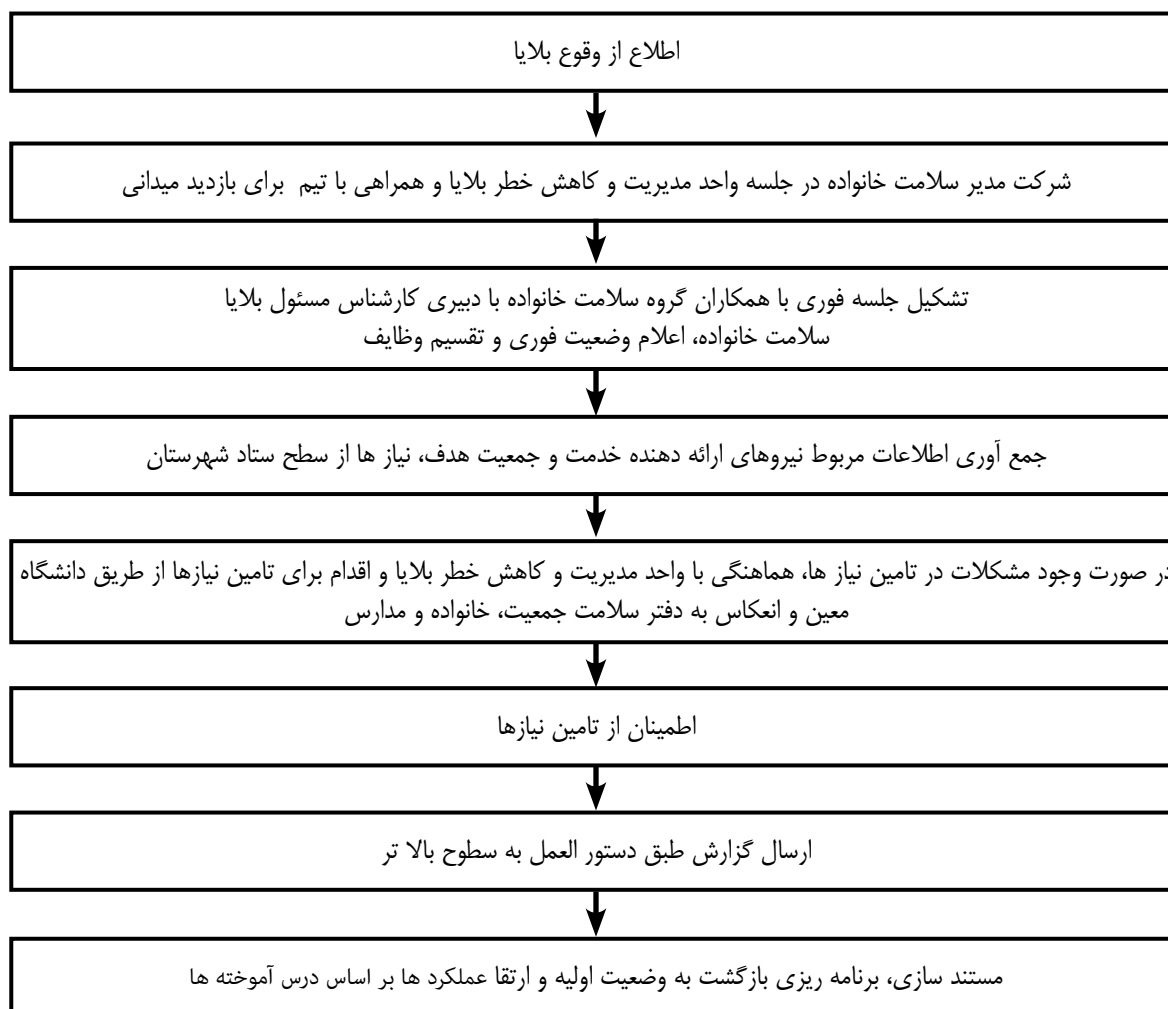 اطلاع از وقوع بلایا
شرکت مدیر سلامت خانواده در جلسه واحد مدیریت و کاهش خطر بلایا و همراهی با تیم برای بازدید میدانی
تشکیل جلسه فوری با همکاران گروه سلامت خانواده با دبیری کارشناس مسئول بلایا
سلامت خانواده، اعلام وضعیت فوری و تقسیم وظایف
جمع آوری اطلاعات مربوط نیروهای ارائه دهنده خدمت و جمعیت هدف، نیاز ها از سطح ستاد شهرستان
در صورت وجود مشکلات در تامین نیاز ها، هماهنگی با واحد مدیریت و کاهش خطر بلایا و اقدام برای تامین نیازها از طریق دانشگاه
معین و انعکاس به دفتر سلامت جمعیت، خانواده و مدارس
اطمینان از تامین نیازها
ارسال گزارش طبق دستور العمل به سطوح بالا تر
مستند سازی، برنامه ریزی بازگشت به وضعیت اولیه و ارتقا عملکرد ها بر اساس درس آموخته ها